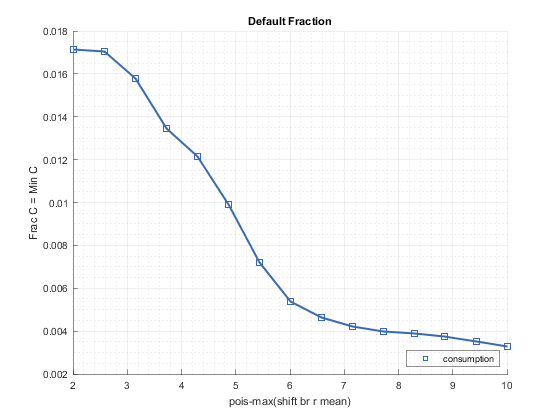 Default Fraction
0.018
0.016
0.014
0.012
0.01
0.008
0.006
0.004
0.002
Frac C = Min C
2 3 4 5 6 7 8 9 10
pois-max(shift br r mean)
consumption